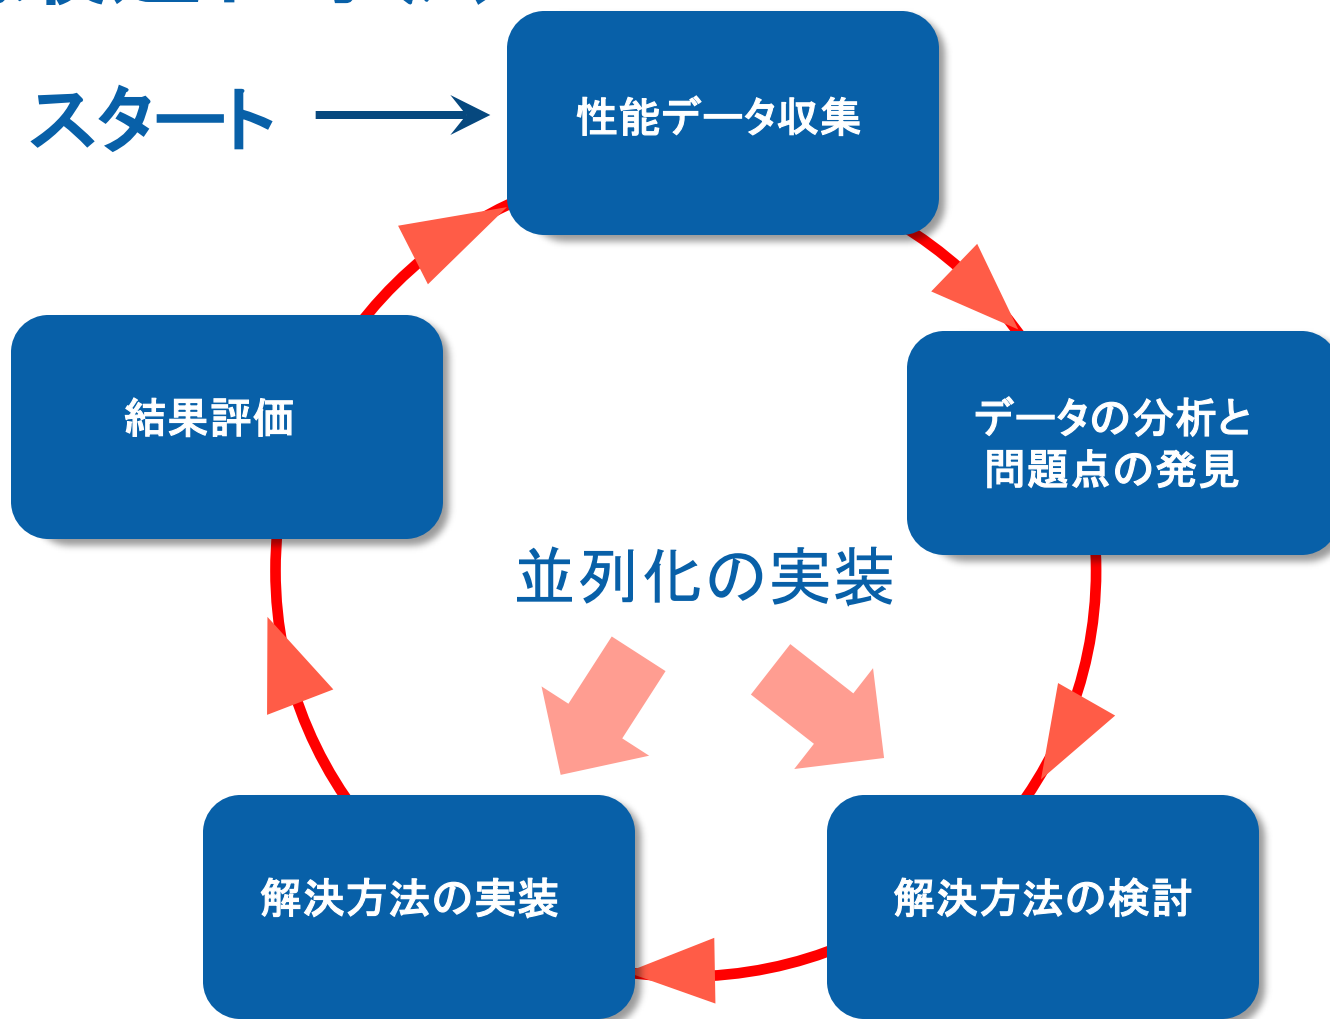 スタート
性能データ収集
結果評価
データの分析と
問題点の発見
並列化の実装
解決方法の実装
解決方法の検討